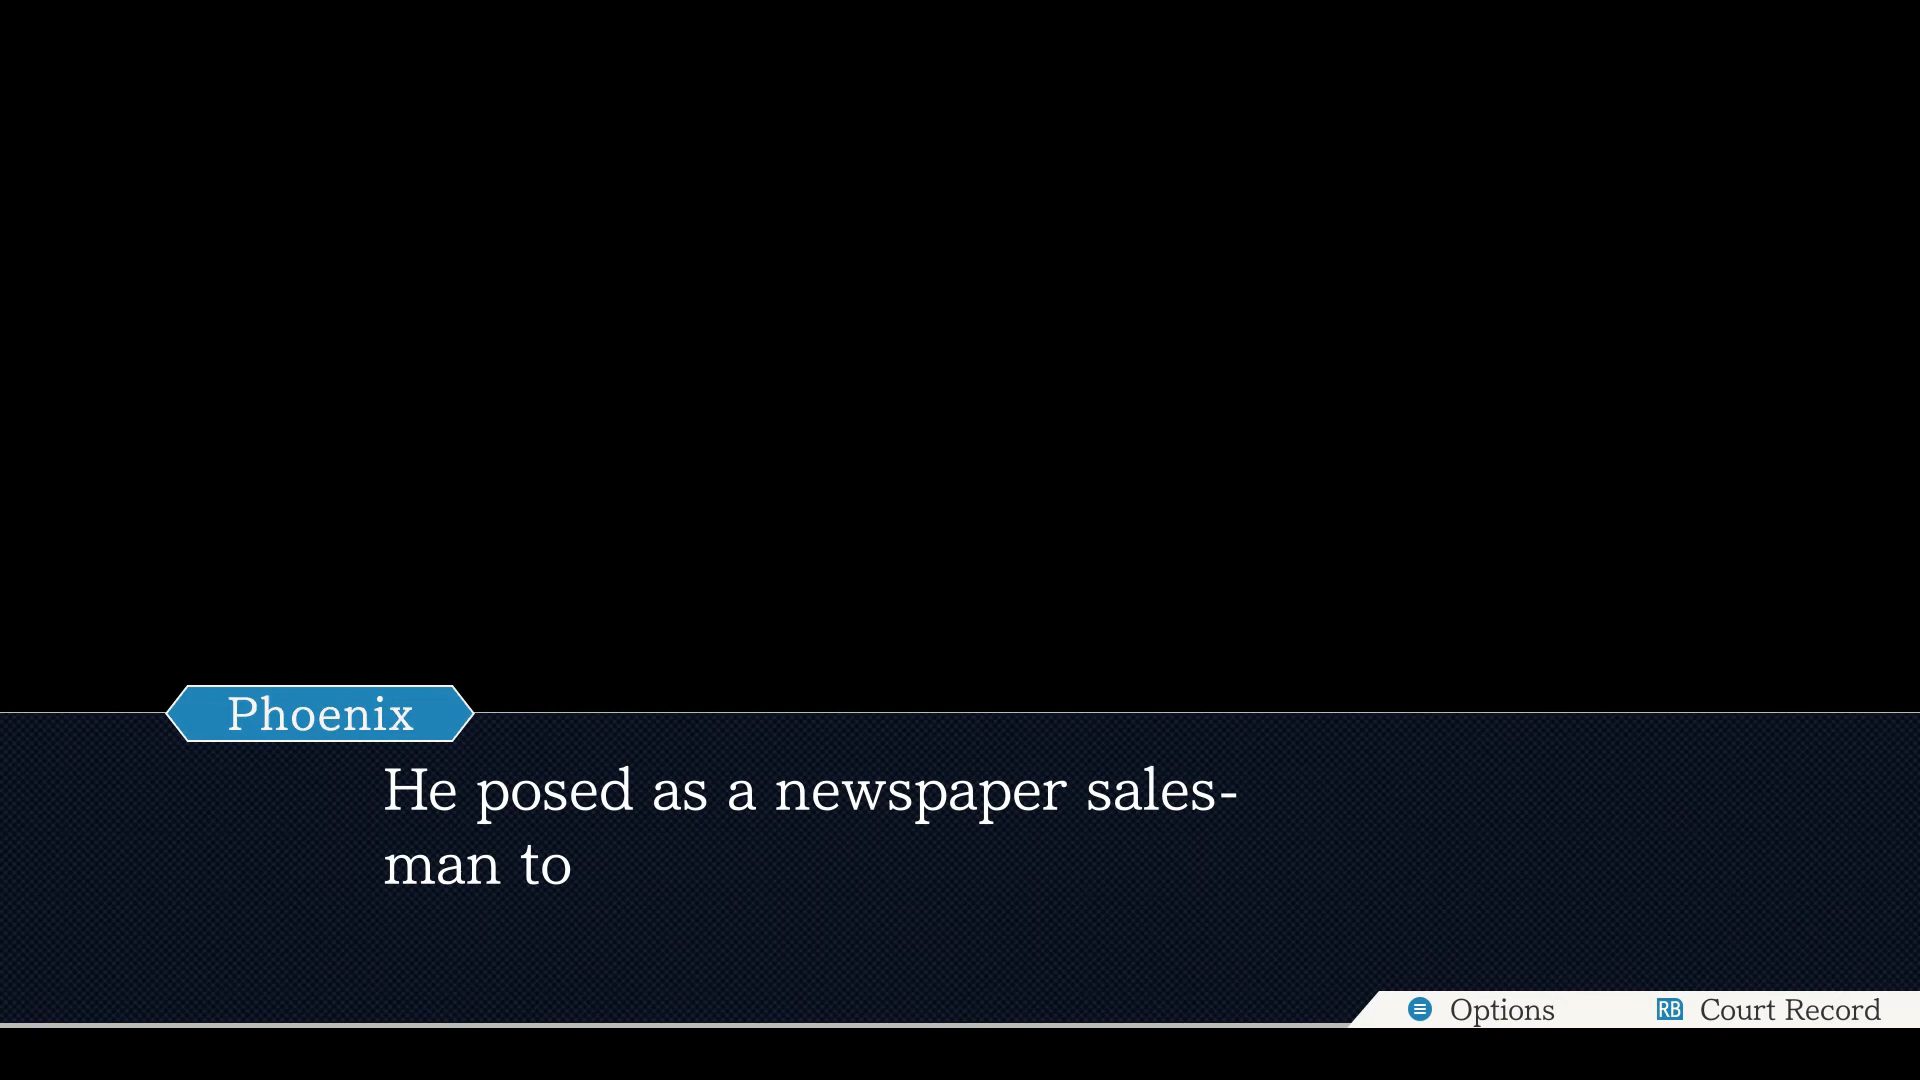 Phoenix
He posed as a newspaper sales-
man to
Options
RB Court Record